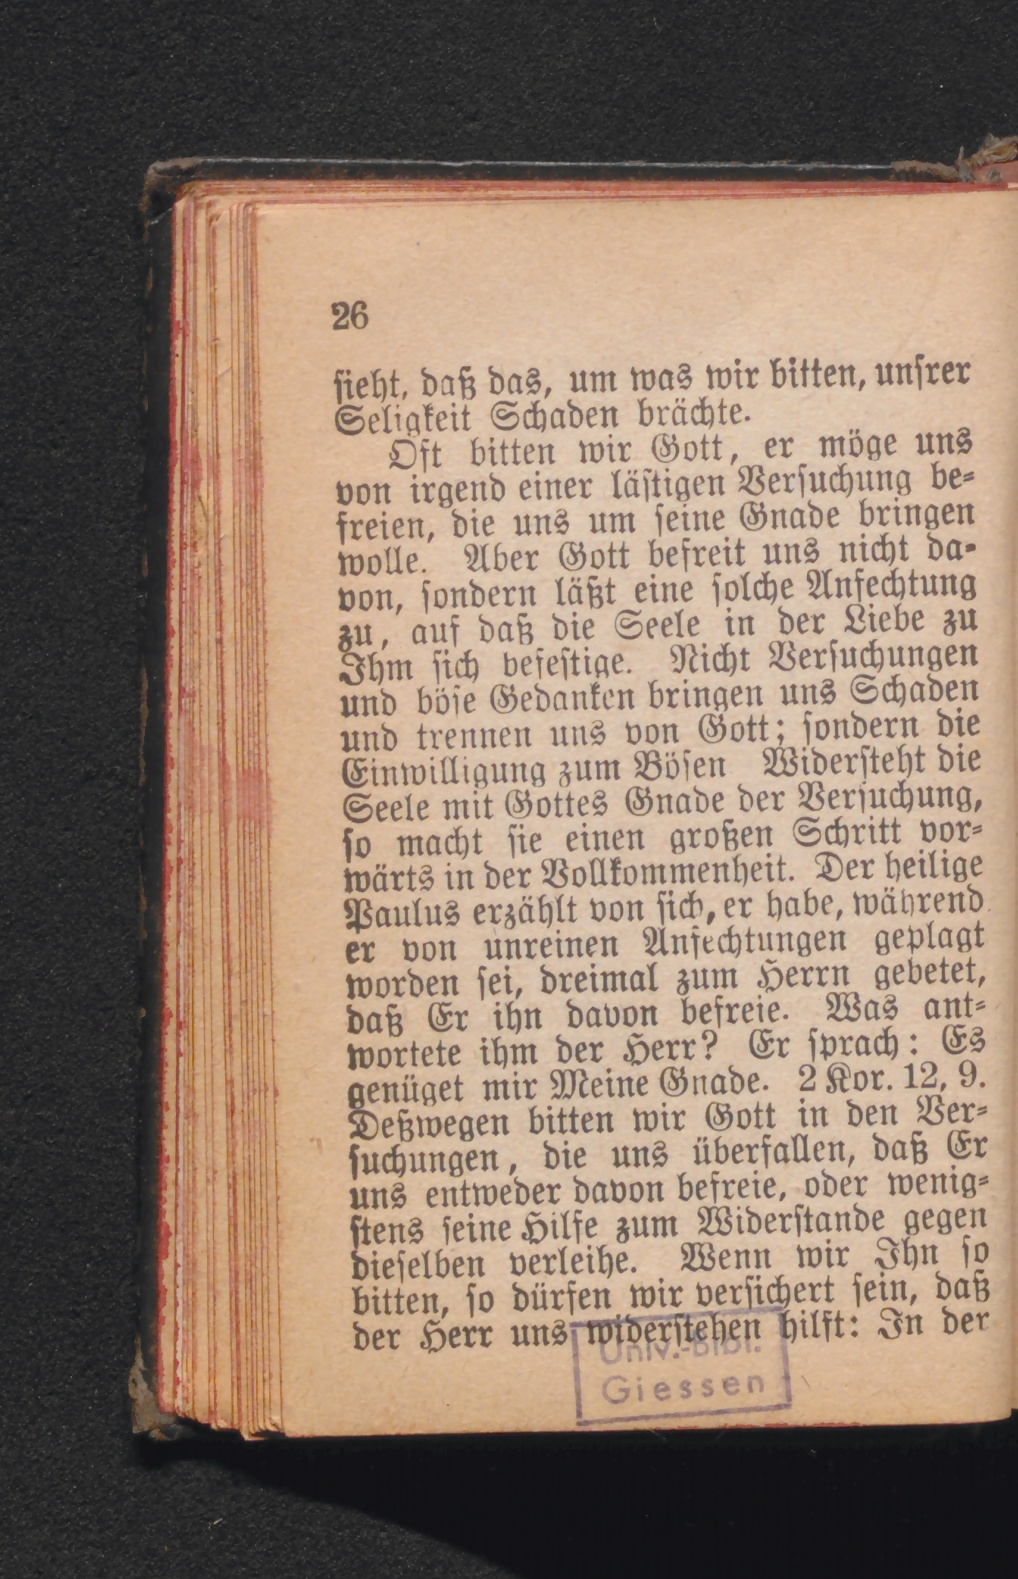 26
sieht, daß das, um was wir bitten, unsrer
Seligkeit Schaden brächte.
Oft bitten wir Gott, er möge uns
von irgend einer lästigen Versuchung be-
freien, die uns um seine Gnade bringen
wolle. Aber Gott befreit uns nicht da-
von, sondern läßt eine solche Anfechtung
zu, auf daß die Seele in der Liebe zu
Ihm sich befestige. Nicht Versuchungen
und böse Gedanken bringen uns Schaden
und trennen uns von Gott; sondern die
Einwilligung zum Bösen Widersteht die
Seele mit Gottes Gnade der Versuchung,
so macht sie einen großen Schritt vor-
wärts in der Vollkommenheit. Der heilige
Paulus erzählt von sich, er habe, während
er von unreinen Anfechtungen geplagt
worden sei, dreimal zum Herrn gebetet,
daß Er ihn davon befreie. Was ant-
wortete ihm der Herr? Er sprach: Es
genüget mir Meine Gnade. 2 Kor. 12, 9.
Deßwegen bitten wir Gott in den Ver-
suchungen, die uns überfallen, daß Er
uns entweder davon befreie, oder wenig-
stens seine Hilfe zum Widerstande gegen
dieselben verleihe. Wenn wir Ihn so
bitten, so dürfen wir versichert sein, daß
der Herr uns widerstehen hilft: In der
Univ.-Bibl.
Giessen